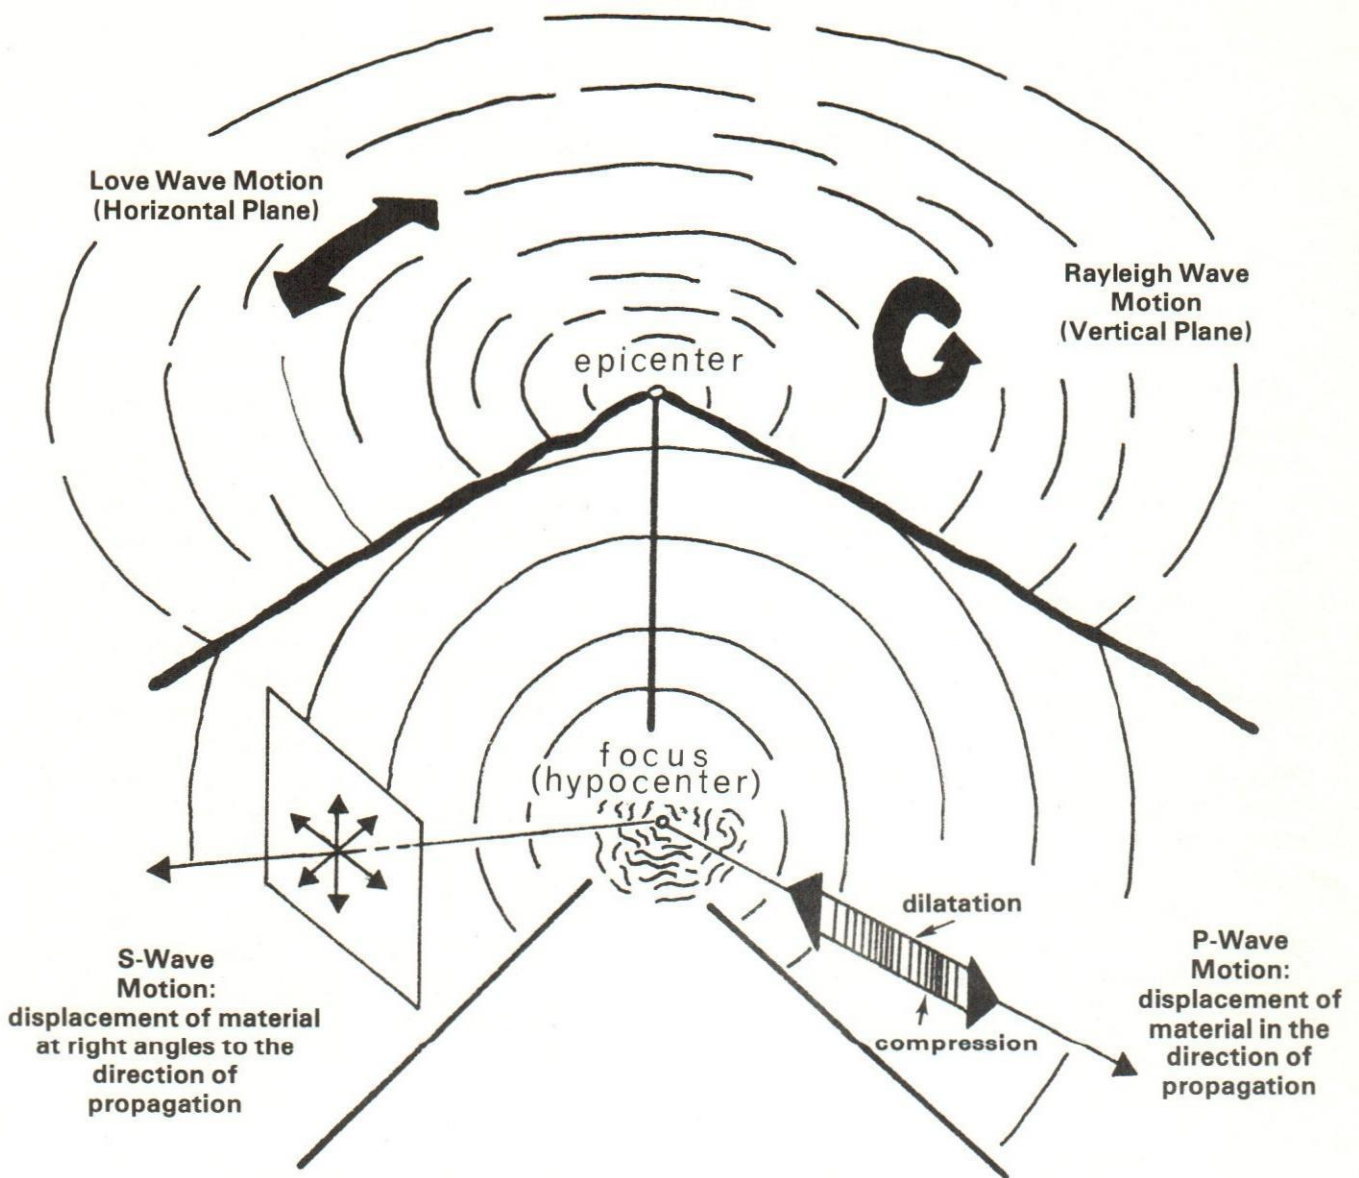 Love Wave Motion
(Horizontal Plane)
Rayleigh Wave
Motion
(Vertical Plane)
epicenter
focus
(hypocenter)
dilatation
compression
S-Wave
Motion:
displacement of material
at right angles to the
direction of
propagation
P-Wave
Motion:
displacement of
material in the
direction of
propagation